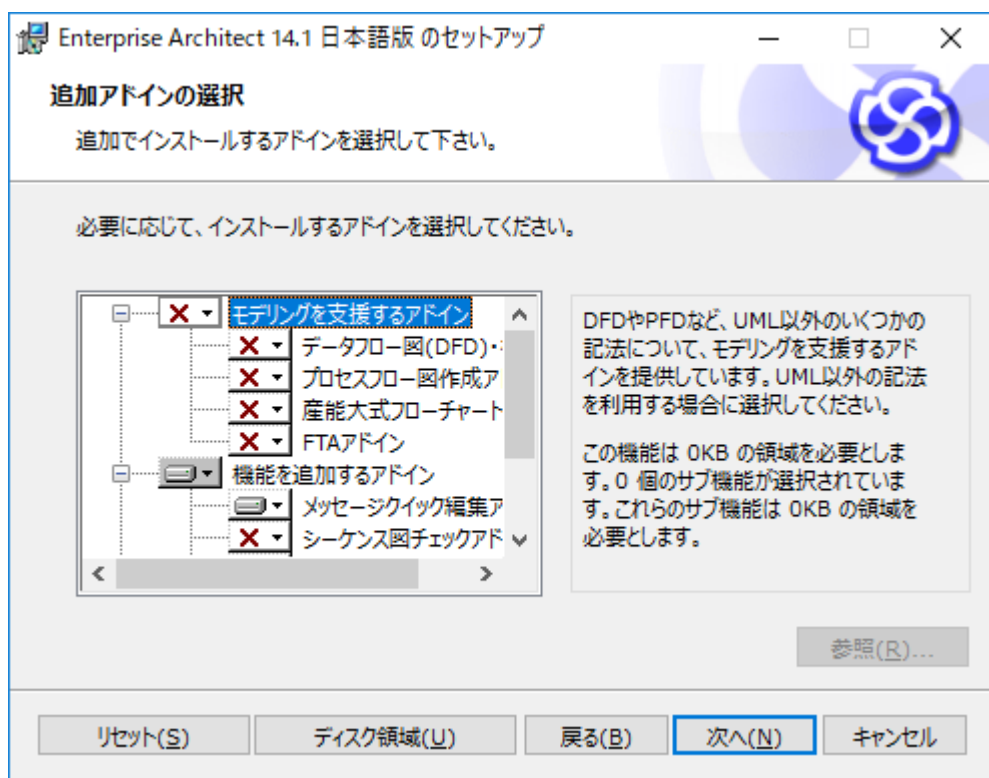 Enterprise Architect 14.1 日本語版 のセットアップ
追加アドインの選択
追加でインストールするアドインを選択して下さい。
必要に応じて、インストールするアドインを選択してください。
モデリングを支援するアドイン
データフロー図(DFD)・
プロセスフロー図作成ア
産能大式フローチャート
FTAアドイン
機能を追加するアドイン
メッセージクイック編集ア
シーケンス図チェックアド
DFDやPFDなど、UML以外のいくつかの
記法について、モデリングを支援するアド
インを提供しています。UML以外の記法
を利用する場合に選択してください。
この機能は 0KB の領域を必要としま
す。0 個のサブ機能が選択されていま
す。これらのサブ機能は 0KB の領域を
必要とします。
参照(R)...
リセット(S)
ディスク領域(U)
戻る(B)
次へ(N)
キャンセル